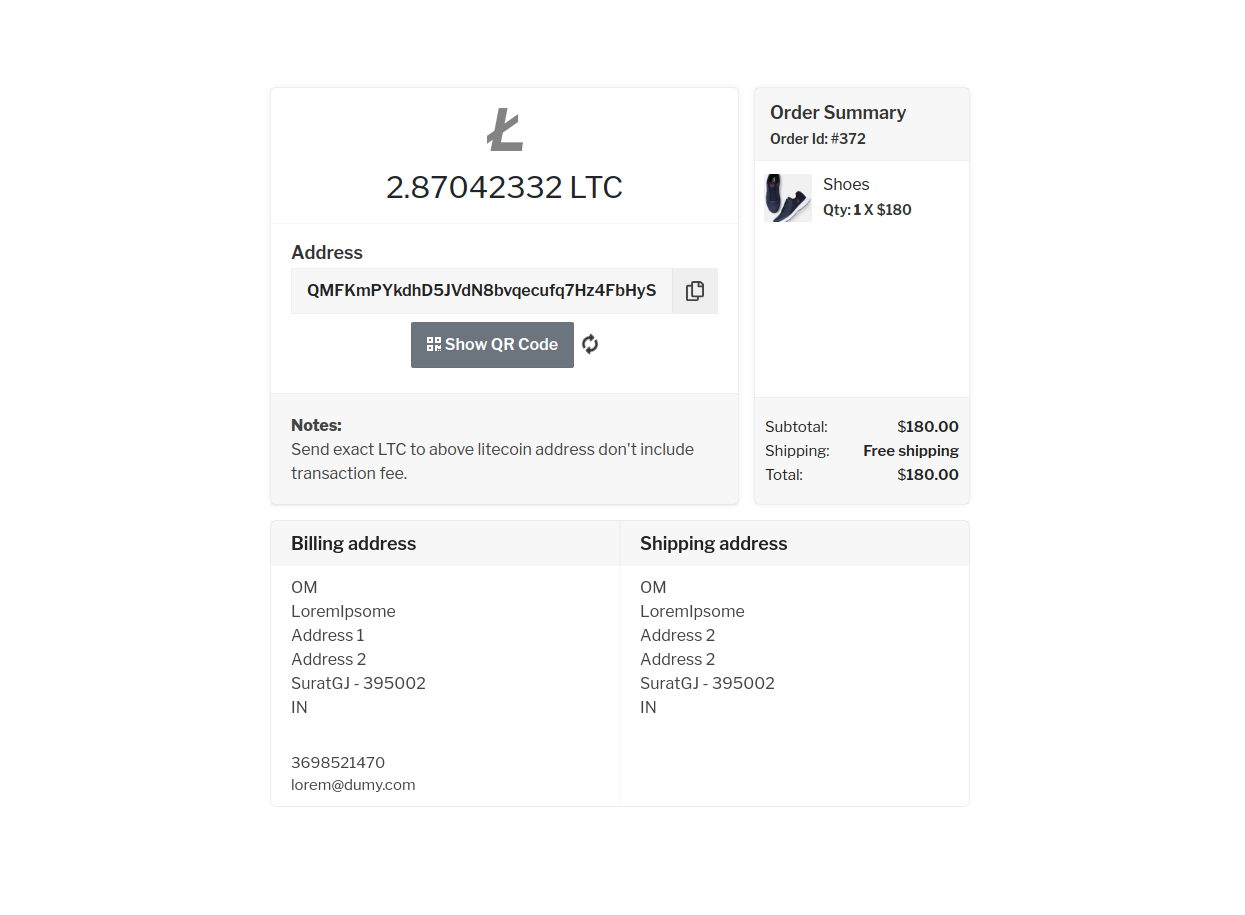 2.87042332 LTC
Address
QMFKmPYkdhD5JVdN8bvqecufq7Hz4FbHyS
Show QR Code
Notes:
Send exact LTC to above litecoin address don't include
transaction fee.
Order Summary
Order Id: #372
Shoes
Qty: 1 X $180
Subtotal: $180.00
Shipping: Free shipping
Total: $180.00
Billing address
OM
LoremIpsome
Address 1
Address 2
SuratGJ - 395002
IN
3698521470
lorem@dumy.com
Shipping address
OM
LoremIpsome
Address 2
Address 2
SuratGJ - 395002
IN